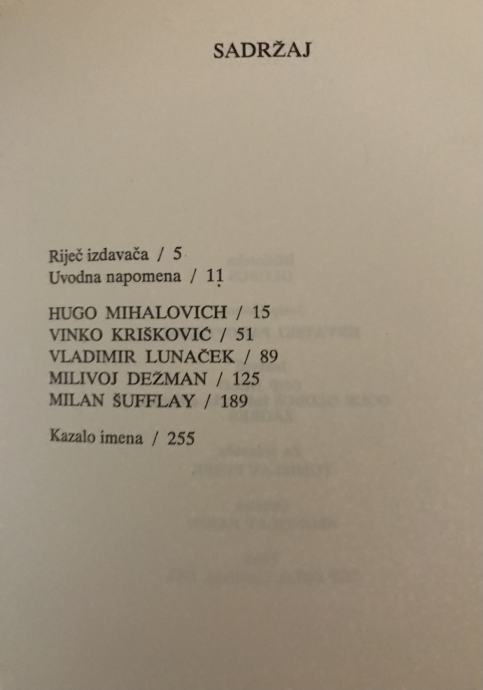 SADRŽAJ
Riječ izdavača / 5
Uvodna napomena / 11
HUGO MIHALOVICH / 15
VINKO KRIŠKOVIĆ / 51
VLADIMIR LUNAČEK / 89
MILIVOJ DEŽMAN / 125
MILAN ŠUFFLAY / 189
Kazalo imena / 255